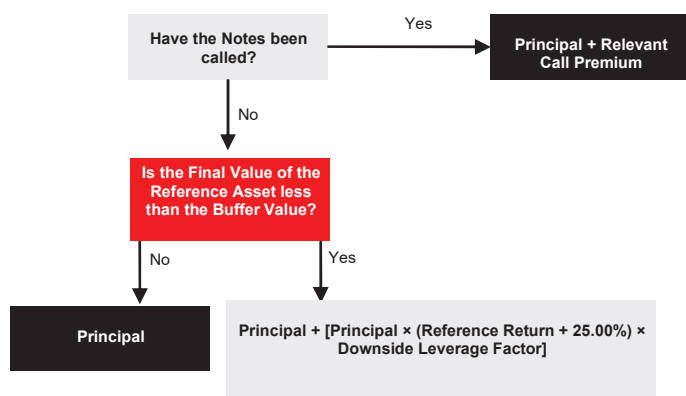 Have the Notes been
called?
Yes
Principal + Relevant
Call Premium
No
Is the Final Value of the
Reference Asset less
than the Buffer Value?
No
Yes
Principal
Principal + [Principal × (Reference Return + 25.00%) ×
Downside Leverage Factor]